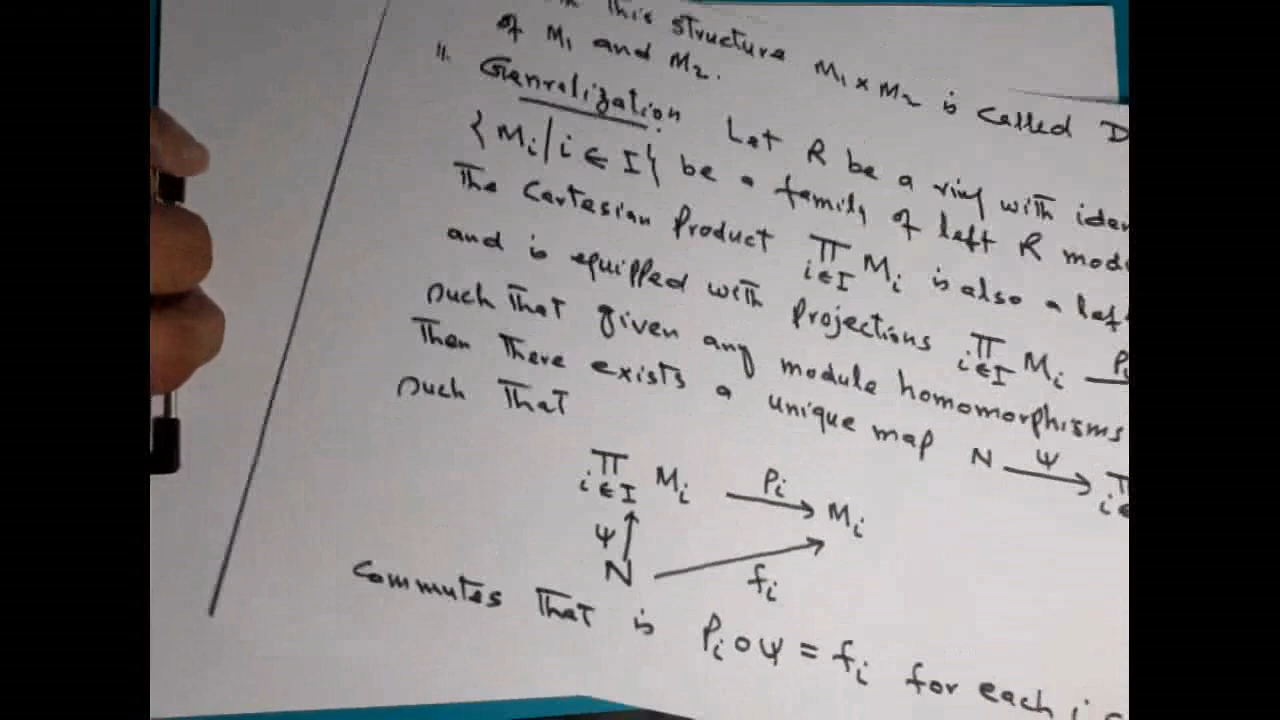 this structure M₁ × M₂ is called D
of M₁ and M₂.
11. Genralization Let R be a ring with iden
{Mi / i ∈ I} be a family of left R mod
The Cartesian Product ∏ i∈I Mi is also a lef
and is equipped with projections ∏ i∈I Mi P
such that given any module homomorphisms
Then there exists a unique map N Ψ→ ∏ i∈
such that
∏ i∈I Mi Pi→ Mi
Ψ ↑
N fi
Commutes That is Pi o Ψ = fi for each i ∈